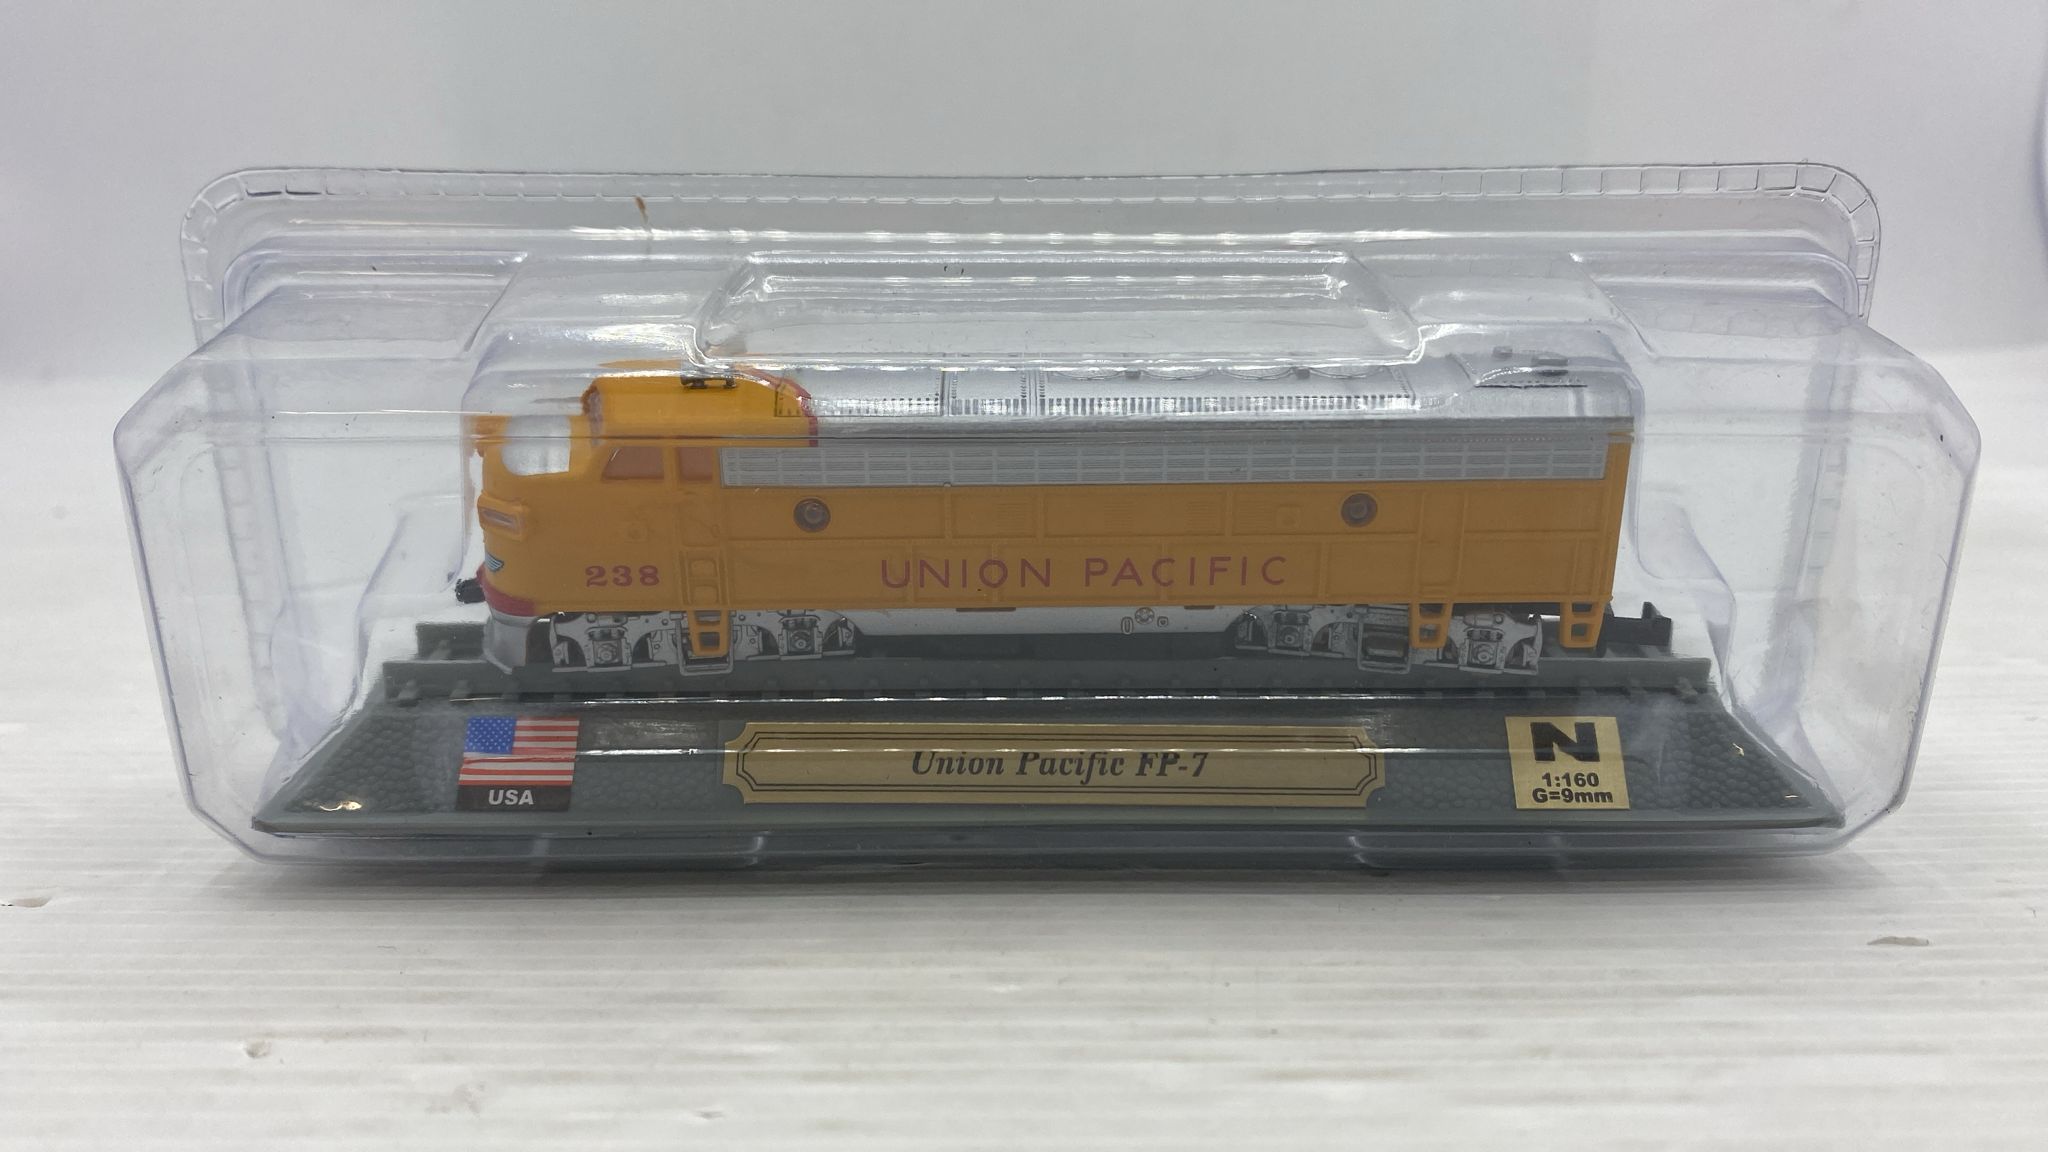 238
UNION PACIFIC
USA
Union Pacific FP-7
N
1:160
G=9mm